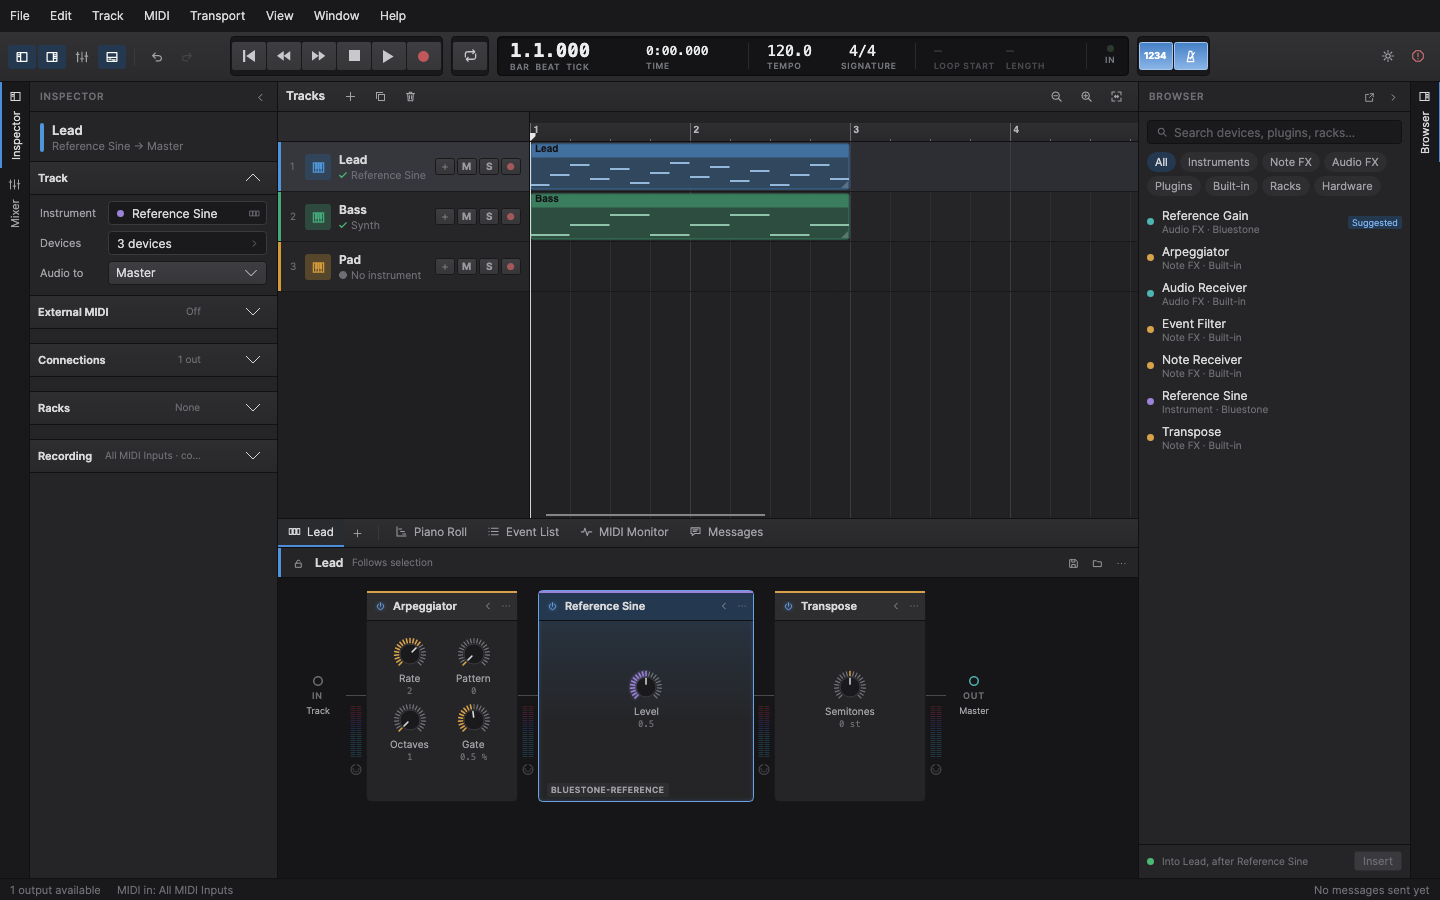 File Edit Track MIDI Transport View Window Help
1.1.000 0:00.000 120.0 4/4 – –
BAR BEAT TICK TIME TEMPO SIGNATURE LOOP START LENGTH IN
1234
INSPECTOR
Inspector
Mixer
Lead
Reference Sine → Master
Track
Instrument Reference Sine
Devices 3 devices
Audio to Master
External MIDI Off
Connections 1 out
Racks None
Recording All MIDI Inputs · co...
Tracks
1 2 3 4
1 Lead M S
Reference Sine
Lead
2 Bass M S
Synth
Bass
3 Pad M S
No instrument
Lead Piano Roll Event List MIDI Monitor Messages
Lead Follows selection
Arpeggiator
Rate Pattern
2 0
Octaves Gate
1 0.5 %
Reference Sine
Level
0.5
BLUESTONE-REFERENCE
Transpose
Semitones
0 st
IN
Track
OUT
Master
BROWSER
Browser
Search devices, plugins, racks...
All Instruments Note FX Audio FX
Plugins Built-in Racks Hardware
Reference Gain
Audio FX · Bluestone
Suggested
Arpeggiator
Note FX · Built-in
Audio Receiver
Audio FX · Built-in
Event Filter
Note FX · Built-in
Note Receiver
Note FX · Built-in
Reference Sine
Instrument · Bluestone
Transpose
Note FX · Built-in
Into Lead, after Reference Sine Insert
1 output available MIDI in: All MIDI Inputs No messages sent yet